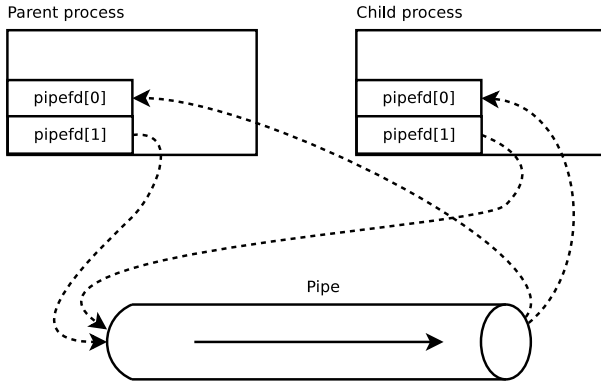 Parent process
Child process
pipefd[0]
pipefd[0]
pipefd[1]
pipefd[1]
Pipe